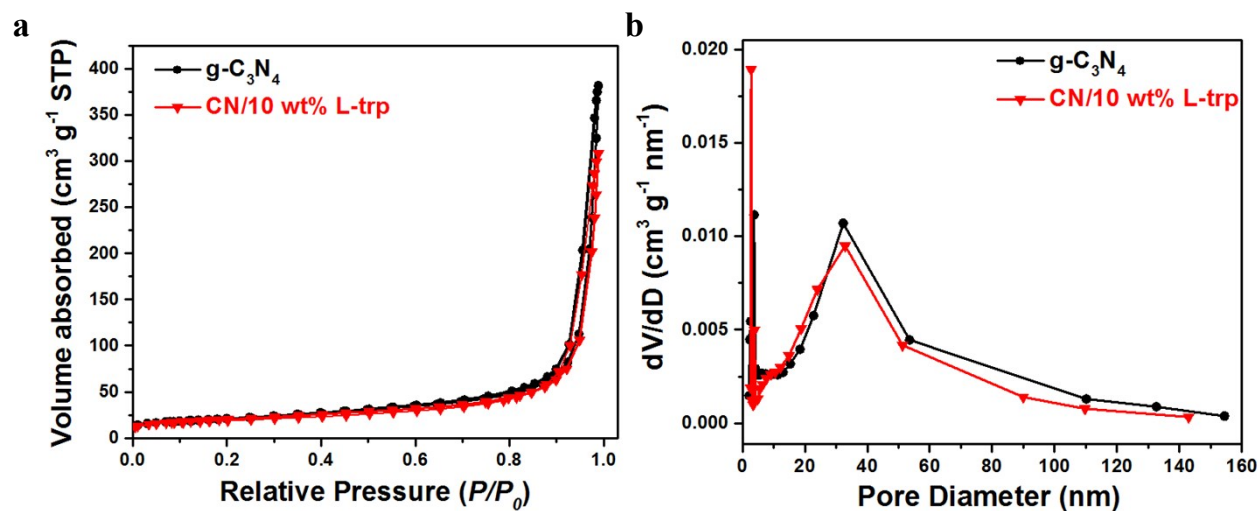 a
Volume absorbed (cm³ g⁻¹ STP)
400
350
300
250
200
150
100
50
0
g-C₃N₄
CN/10 wt% L-trp
0.0 0.2 0.4 0.6 0.8 1.0
Relative Pressure (P/P₀)
b
dV/dD (cm³ g⁻¹ nm⁻¹)
0.020
0.015
0.010
0.005
0.000
g-C₃N₄
CN/10 wt% L-trp
0 20 40 60 80 100 120 140 160
Pore Diameter (nm)